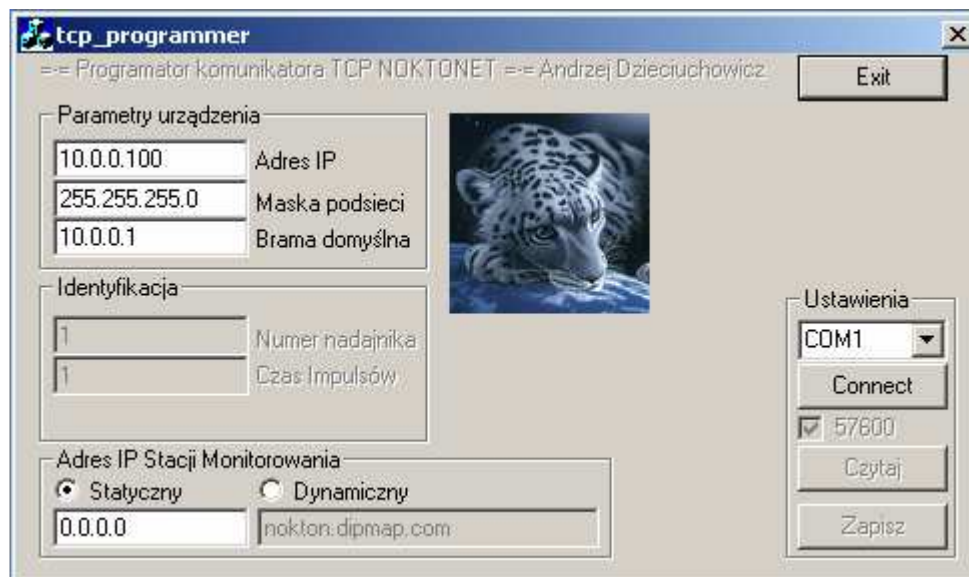 tcp_programmer
=-= Programator komunikatora TCP NOKTONET =-= Andrzej Dzieciuchowicz
Exit
Parametry urządzenia
10.0.0.100 Adres IP
255.255.255.0 Maska podsieci
10.0.0.1 Brama domyślna
Identyfikacja
1 Numer nadajnika
1 Czas Impulsów
Ustawienia
COM1
Connect
57600
Czytaj
Zapisz
Adres IP Stacji Monitorowania
Statyczny Dynamiczny
0.0.0.0 nokton.dipmap.com